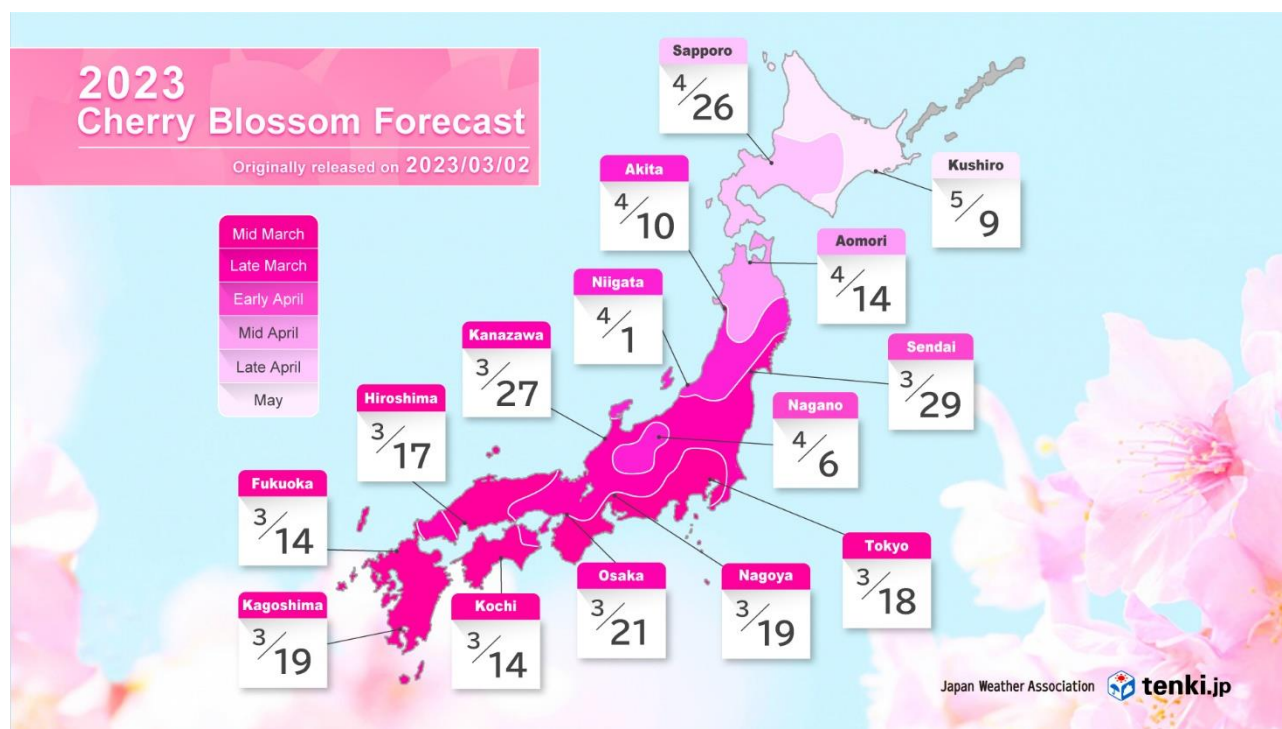 2023
Cherry Blossom Forecast
Originally released on 2023/03/02
Mid March
Late March
Early April
Mid April
Late April
May
Sapporo
4/26
Kushiro
5/9
Akita
4/10
Aomori
4/14
Niigata
4/1
Sendai
3/29
Kanazawa
3/27
Nagano
4/6
Hiroshima
3/17
Fukuoka
3/14
Tokyo
3/18
Kagoshima
3/19
Kochi
3/14
Osaka
3/21
Nagoya
3/19
Japan Weather Association tenki.jp